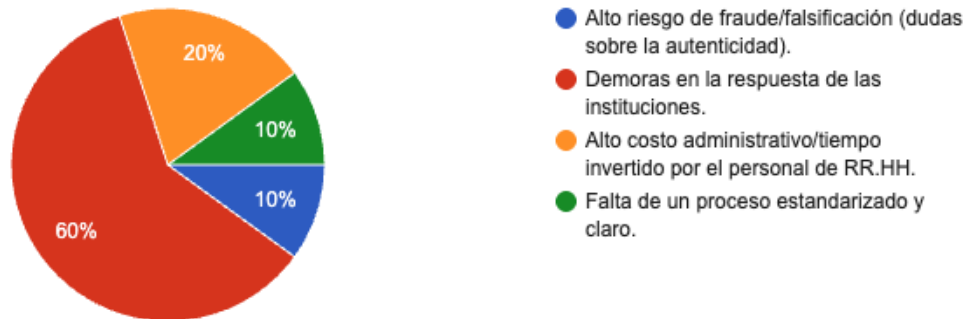 20%
10%
10%
60%
Alto riesgo de fraude/falsificación (dudas
sobre la autenticidad).
Demoras en la respuesta de las
instituciones.
Alto costo administrativo/tiempo
invertido por el personal de RR.HH.
Falta de un proceso estandarizado y
claro.